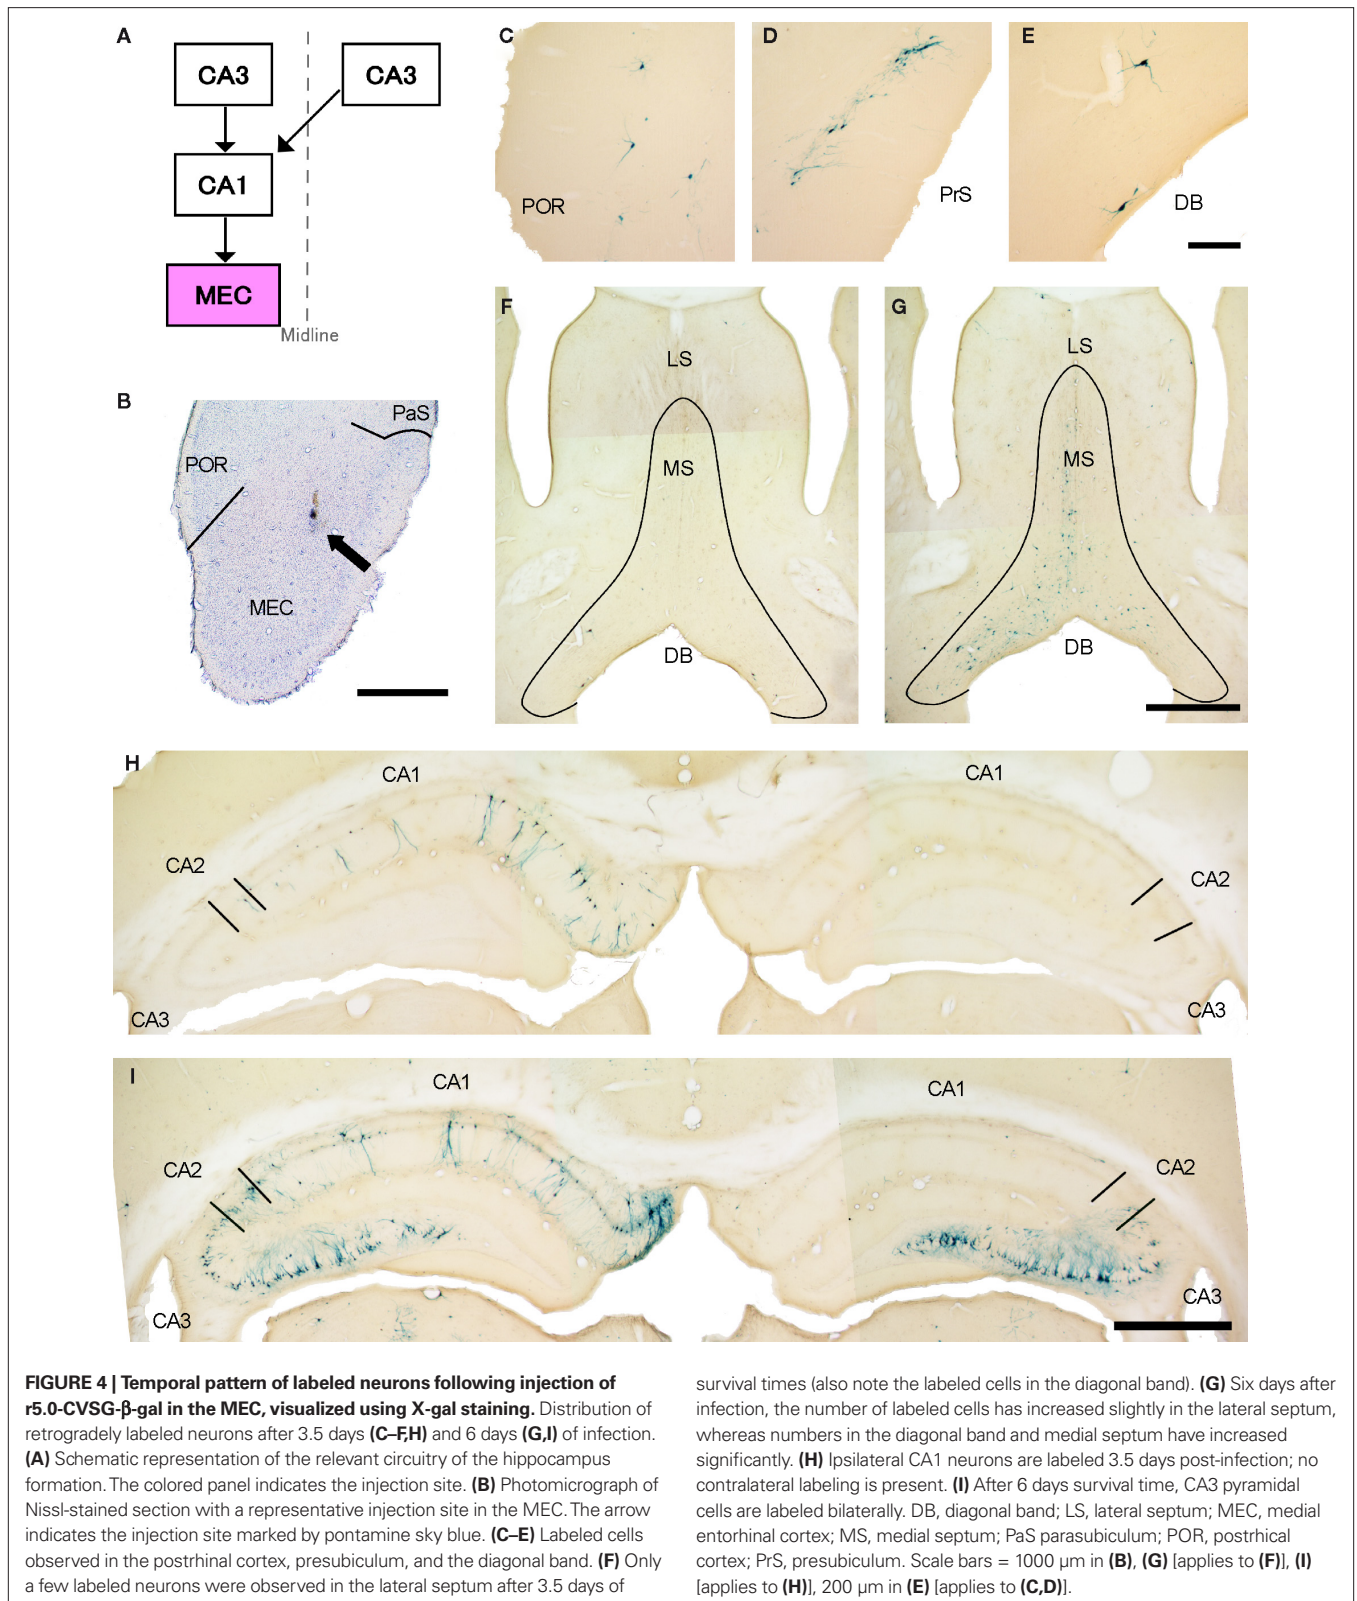 A
CA3
CA3
CA1
MEC
Midline
B
PaS
POR
MEC
C
POR
D
PrS
E
DB
F
LS
MS
DB
G
LS
MS
DB
H
CA1
CA1
CA2
CA2
CA3
CA3
I
CA1
CA1
CA2
CA2
CA3
CA3
FIGURE 4 | Temporal pattern of labeled neurons following injection of
r5.0-CVSG-β-gal in the MEC, visualized using X-gal staining. Distribution of
retrogradely labeled neurons after 3.5 days (C–F,H) and 6 days (G,I) of infection.
(A) Schematic representation of the relevant circuitry of the hippocampus
formation. The colored panel indicates the injection site. (B) Photomicrograph of
Nissl-stained section with a representative injection site in the MEC. The arrow
indicates the injection site marked by pontamine sky blue. (C–E) Labeled cells
observed in the postrhinal cortex, presubiculum, and the diagonal band. (F) Only
a few labeled neurons were observed in the lateral septum after 3.5 days of
survival times (also note the labeled cells in the diagonal band). (G) Six days after
infection, the number of labeled cells has increased slightly in the lateral septum,
whereas numbers in the diagonal band and medial septum have increased
significantly. (H) Ipsilateral CA1 neurons are labeled 3.5 days post-infection; no
contralateral labeling is present. (I) After 6 days survival time, CA3 pyramidal
cells are labeled bilaterally. DB, diagonal band; LS, lateral septum; MEC, medial
entorhinal cortex; MS, medial septum; PaS parasubiculum; POR, postrhical
cortex; PrS, presubiculum. Scale bars = 1000 µm in (B), (G) [applies to (F)], (I)
[applies to (H)], 200 µm in (E) [applies to (C,D)].